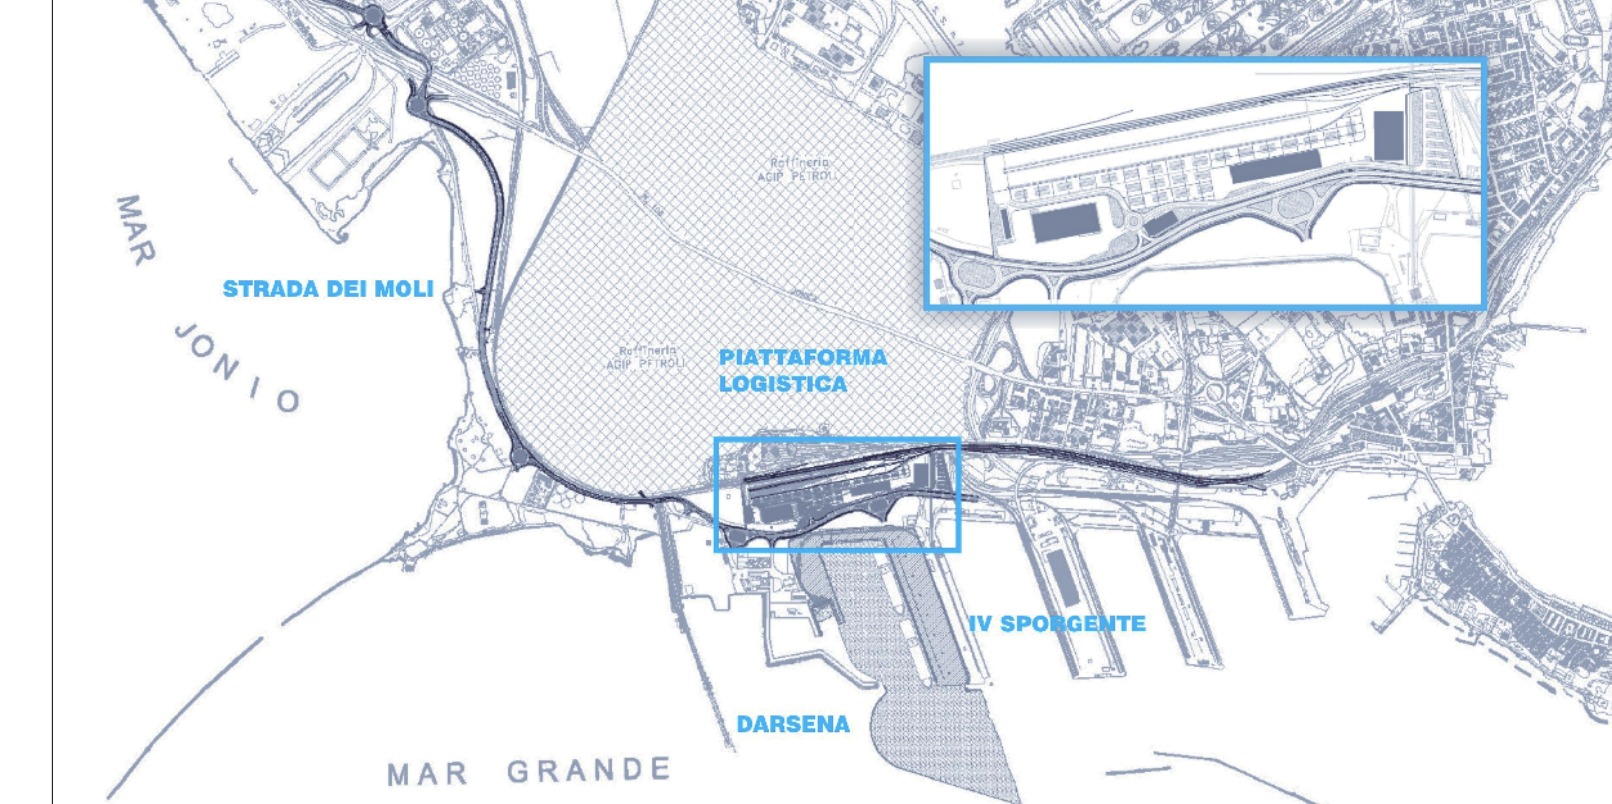 Raffineria
AGIP PETROLI
MAR
JONIO
STRADA DEI MOLI
Raffineria
AGIP PETROLI
PIATTAFORMA
LOGISTICA
IV SPORGENTE
DARSENA
MAR GRANDE